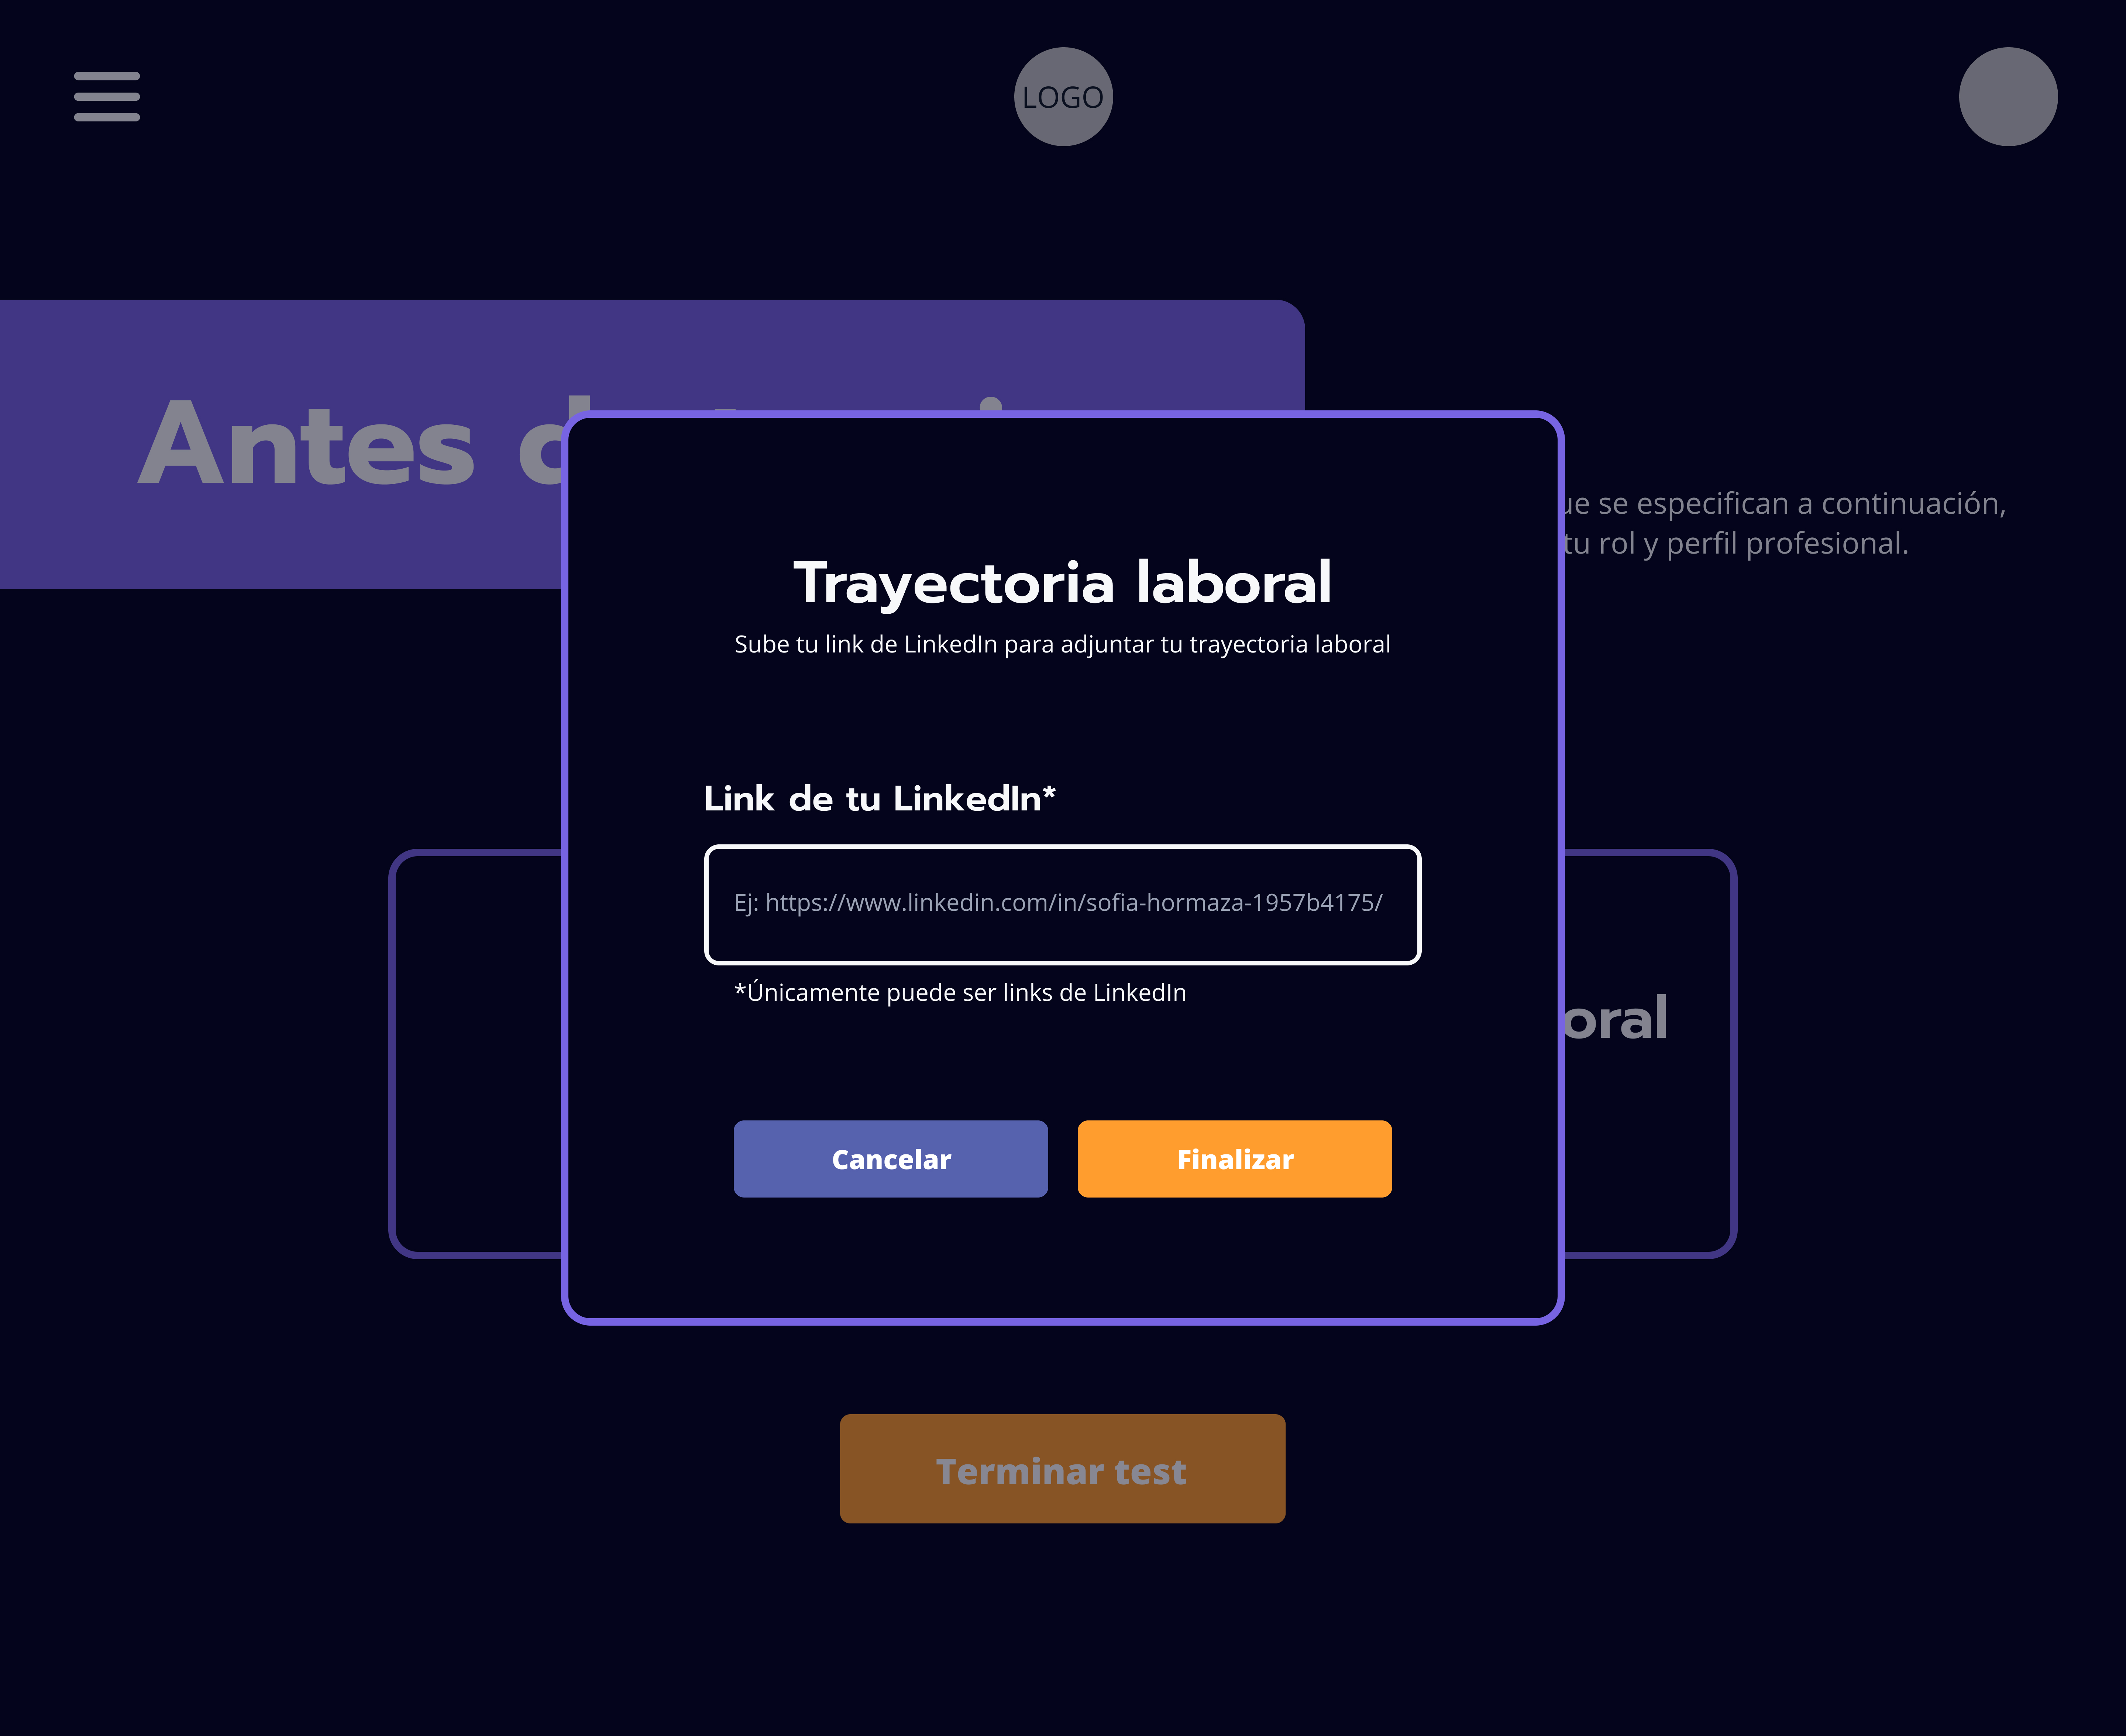 LOGO
Antes
se especifican a continuación,
tu rol y perfil profesional.
Trayectoria laboral
Sube tu link de LinkedIn para adjuntar tu trayectoria laboral
Link de tu LinkedIn*
Ej: https://www.linkedin.com/in/sofia-hormaza-1957b4175/
*Únicamente puede ser links de LinkedIn
Cancelar
Finalizar
Terminar test